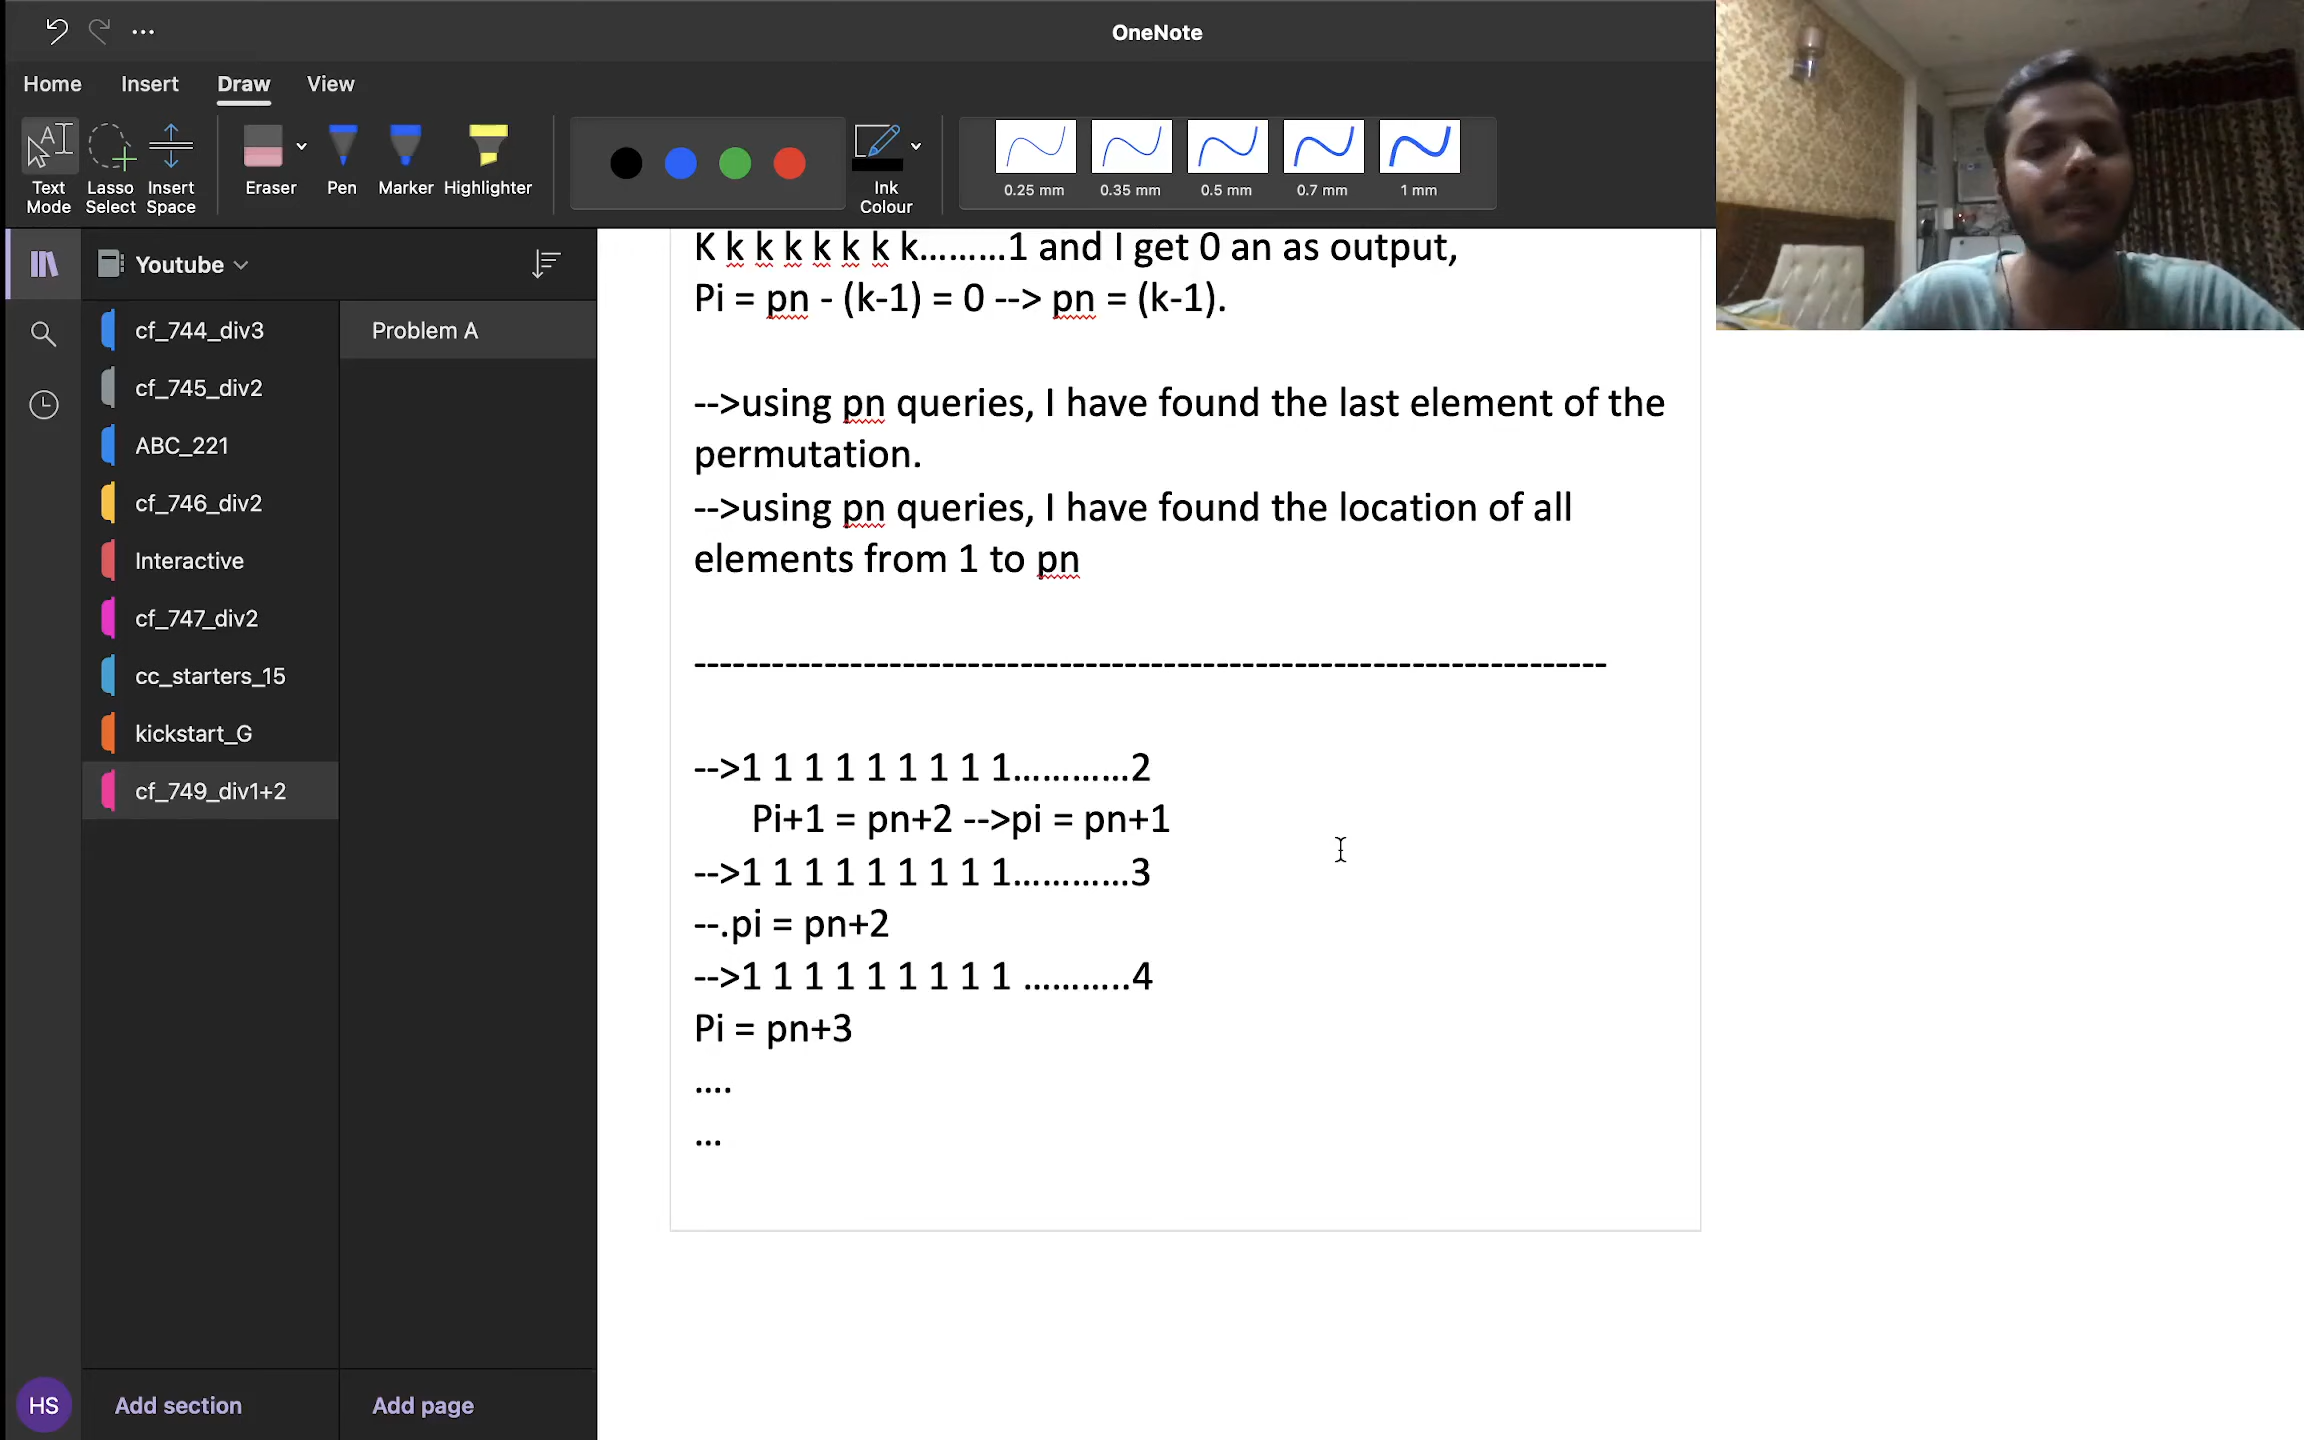 OneNote
Home Insert Draw View
Text Mode
Lasso Select
Insert Space
Eraser
Pen
Marker
Highlighter
Ink Colour
0.25 mm
0.35 mm
0.5 mm
0.7 mm
1 mm
Youtube
cf_744_div3
cf_745_div2
ABC_221
cf_746_div2
Interactive
cf_747_div2
cc_starters_15
kickstart_G
cf_749_div1+2
Problem A
HS
Add section
Add page
K k k k k k k k.........1 and I get 0 an as output,
Pi = pn - (k-1) = 0 --> pn = (k-1).
-->using pn queries, I have found the last element of the
permutation.
-->using pn queries, I have found the location of all
elements from 1 to pn
-----------------------------------------------------------------------
-->1 1 1 1 1 1 1 1 1............2
Pi+1 = pn+2 -->pi = pn+1
-->1 1 1 1 1 1 1 1 1............3
--.pi = pn+2
-->1 1 1 1 1 1 1 1 1 ...........4
Pi = pn+3
....
...